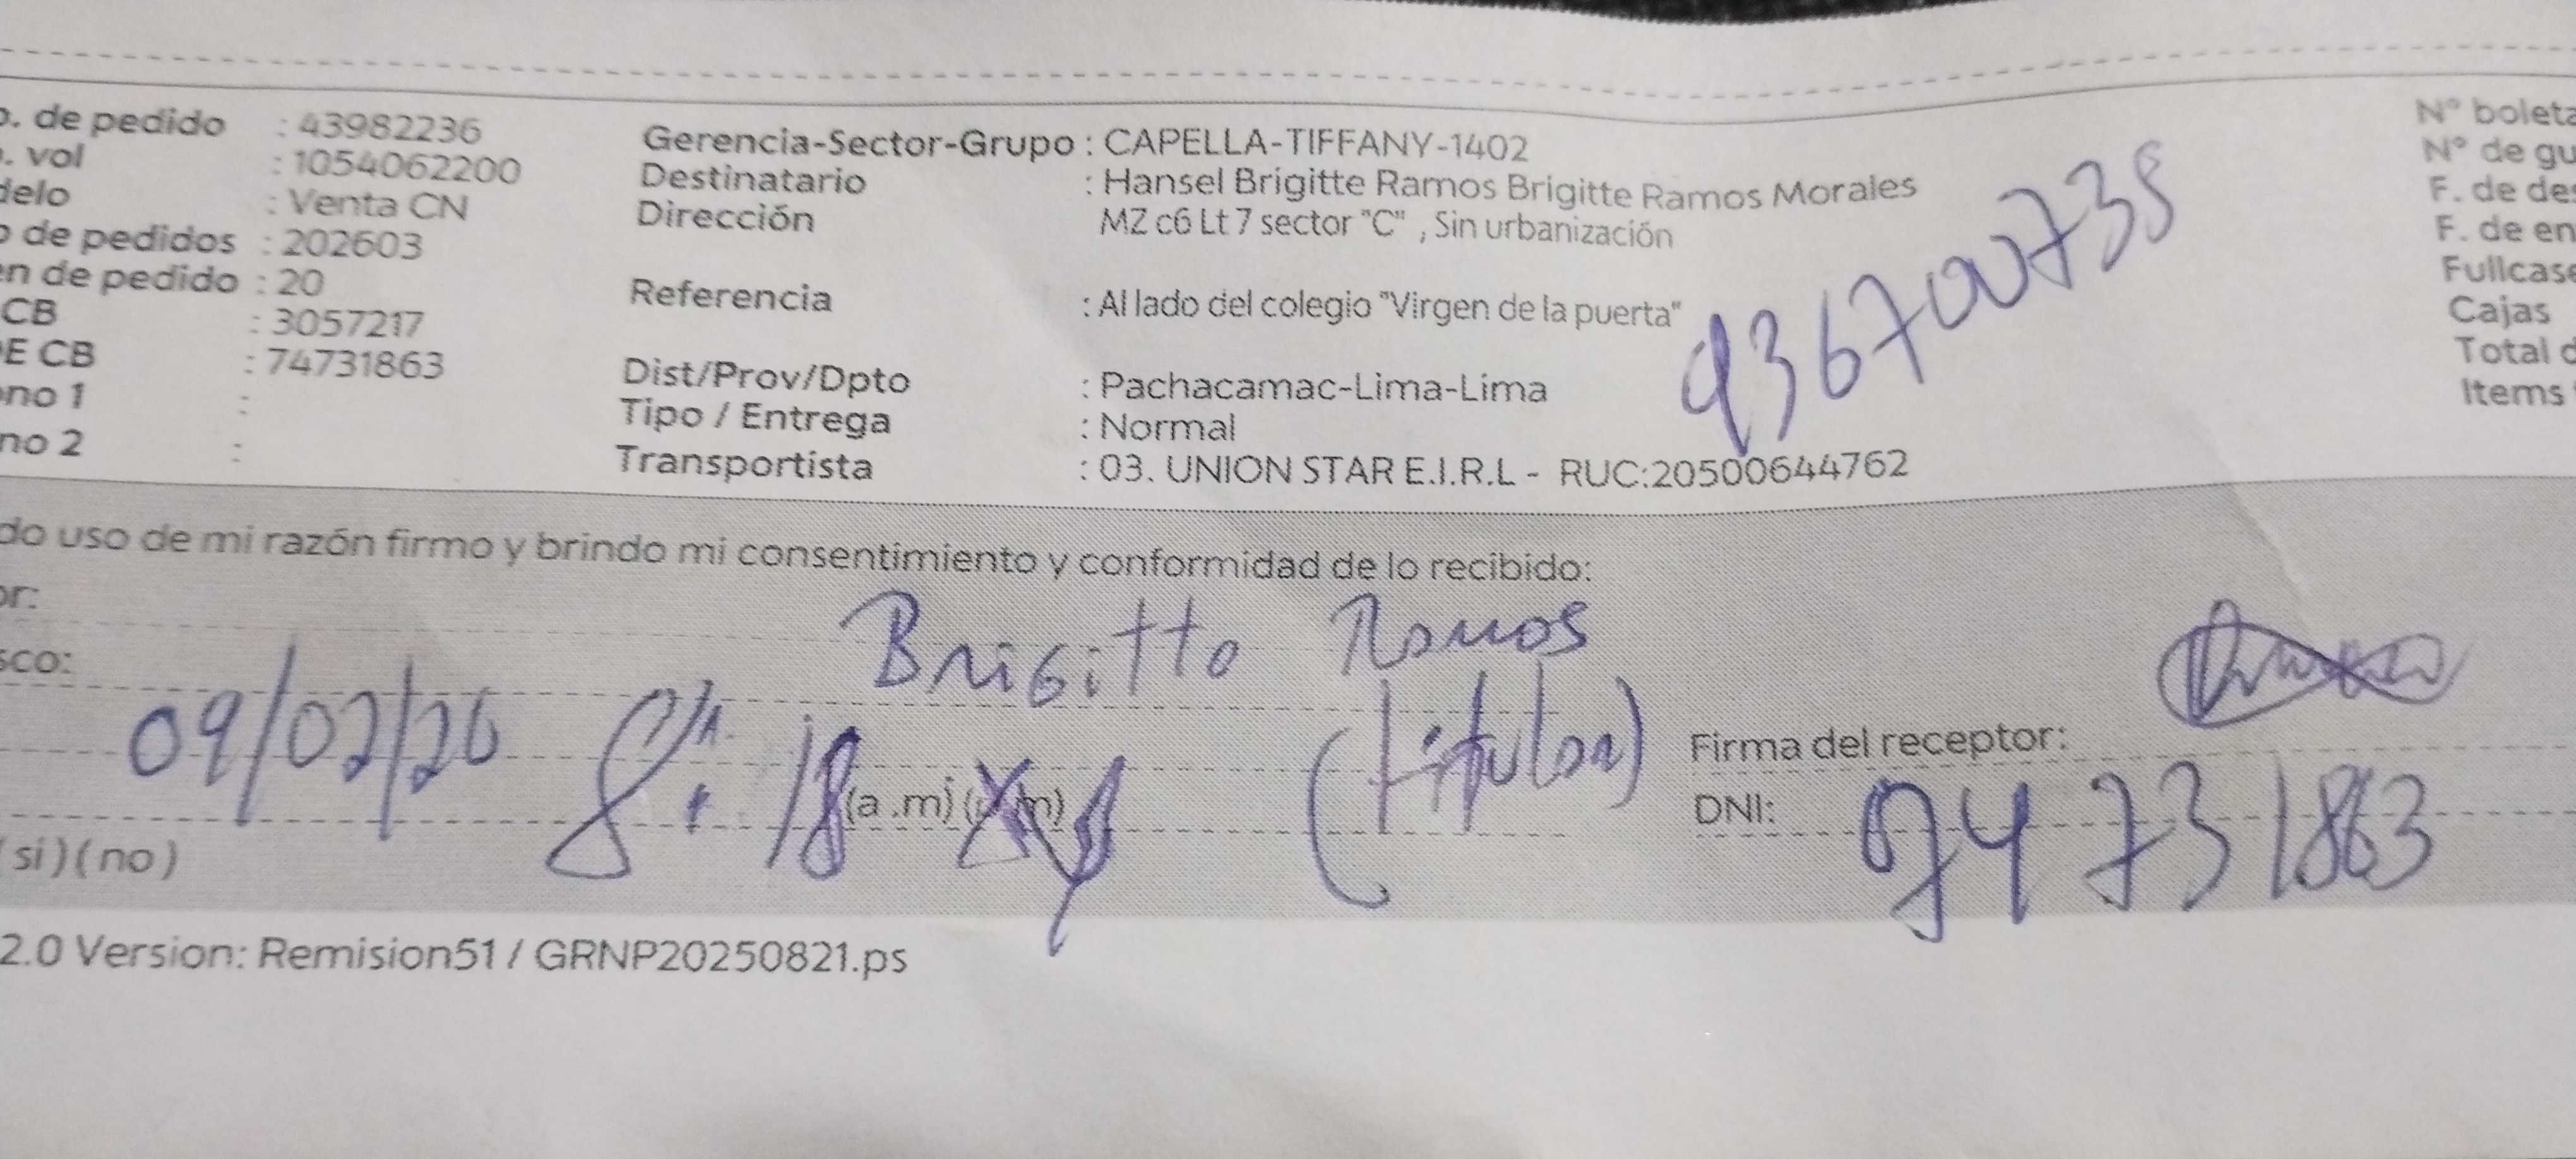 o. de pedido : 43982236
. vol : 1054062200
delo : Venta CN
o de pedidos : 202603
en de pedido : 20
CB : 3057217
DE CB : 74731863
ono 1 :
no 2 :
Gerencia-Sector-Grupo : CAPELLA-TIFFANY-1402
Destinatario : Hansel Brigitte Ramos Brigitte Ramos Morales
Dirección MZ c6 Lt 7 sector "C" , Sin urbanización
Referencia : Al lado del colegio "Virgen de la puerta"
Dist/Prov/Dpto : Pachacamac-Lima-Lima
Tipo / Entrega : Normal
Transportista : 03. UNION STAR E.I.R.L - RUC:20500644762
936700735
N° boleta
N° de gu
F. de des
F. de en
Fullcase
Cajas
Total d
Items
do uso de mi razón firmo y brindo mi consentimiento y conformidad de lo recibido:
or:
Brigitte Ramos
sco:
(titular)
09/02/26 8:18 (a .m)
Firma del receptor:
DNI: 74731863
(si) (no)
2.0 Version: Remision51 / GRNP20250821.ps